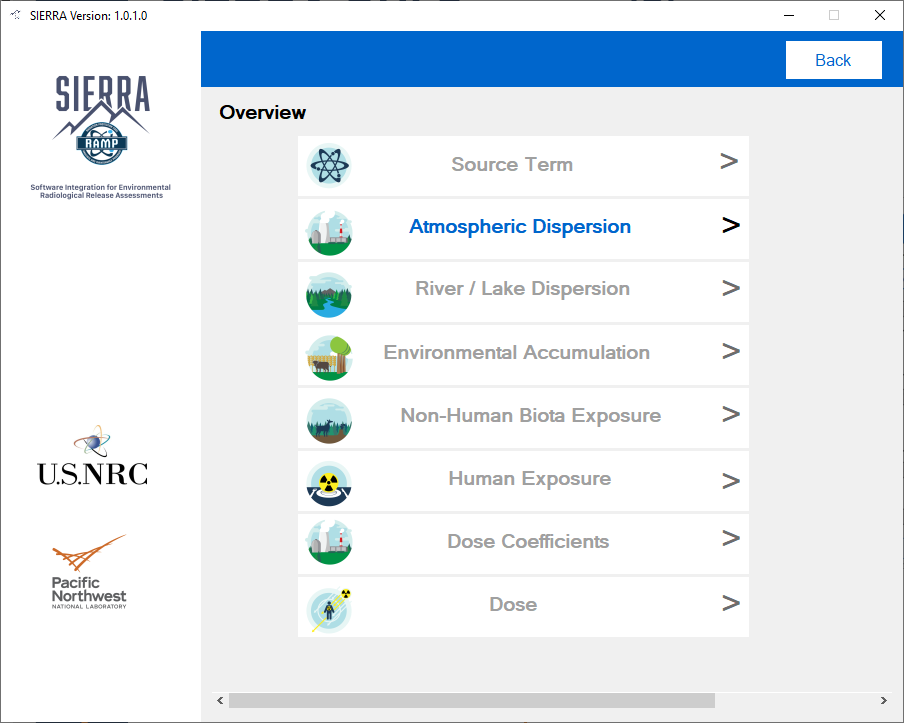 SIERRA Version: 1.0.1.0
Back
SIERRA
RAMP
Software Integration for Environmental
Radiological Release Assessments
Overview
Source Term >
Atmospheric Dispersion >
River / Lake Dispersion >
Environmental Accumulation >
Non-Human Biota Exposure >
Human Exposure >
Dose Coefficients >
Dose >
U.S.NRC
Pacific
Northwest
NATIONAL LABORATORY